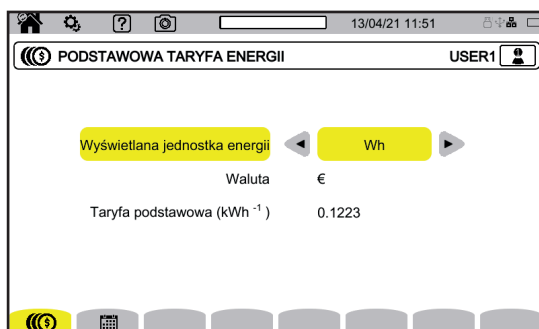 13/04/21 11:51
PODSTAWOWA TARYFA ENERGII USER1
Wyświetlana jednostka energii Wh
Waluta €
Taryfa podstawowa (kWh ⁻¹ ) 0.1223